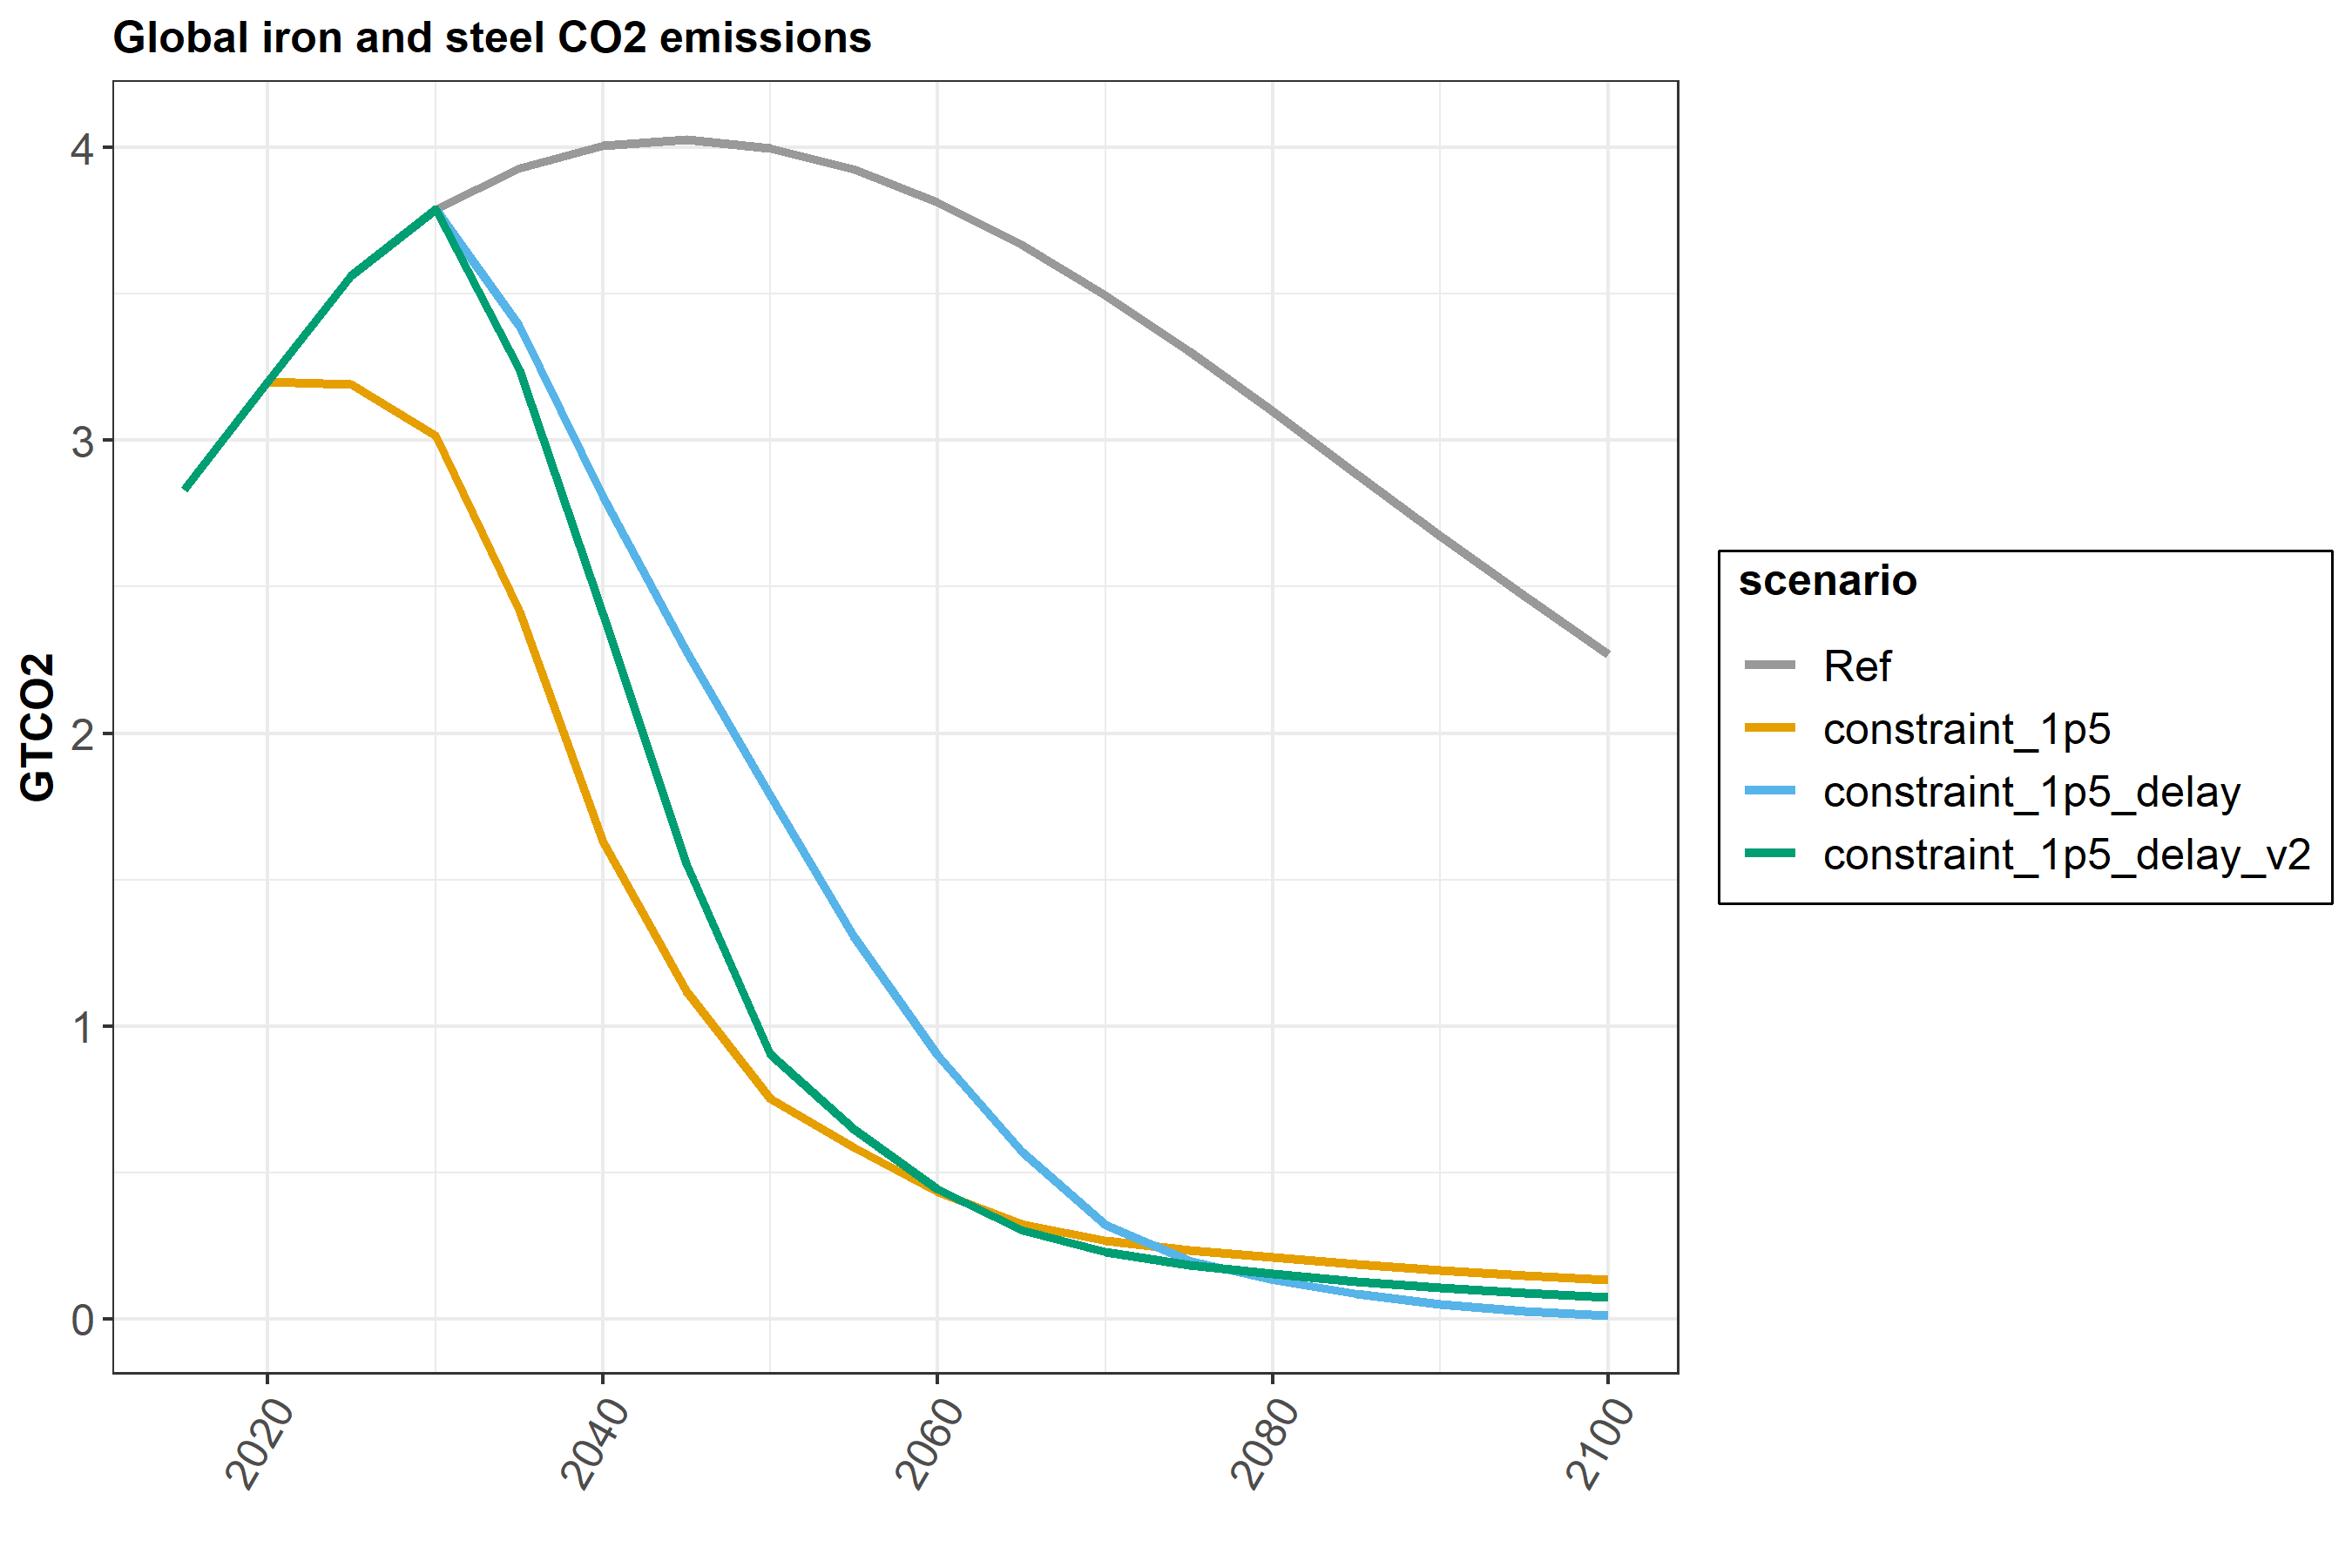 Global iron and steel CO2 emissions
GTCO2
4
3
2
1
0
2020
2040
2060
2080
2100
scenario
Ref
constraint_1p5
constraint_1p5_delay
constraint_1p5_delay_v2